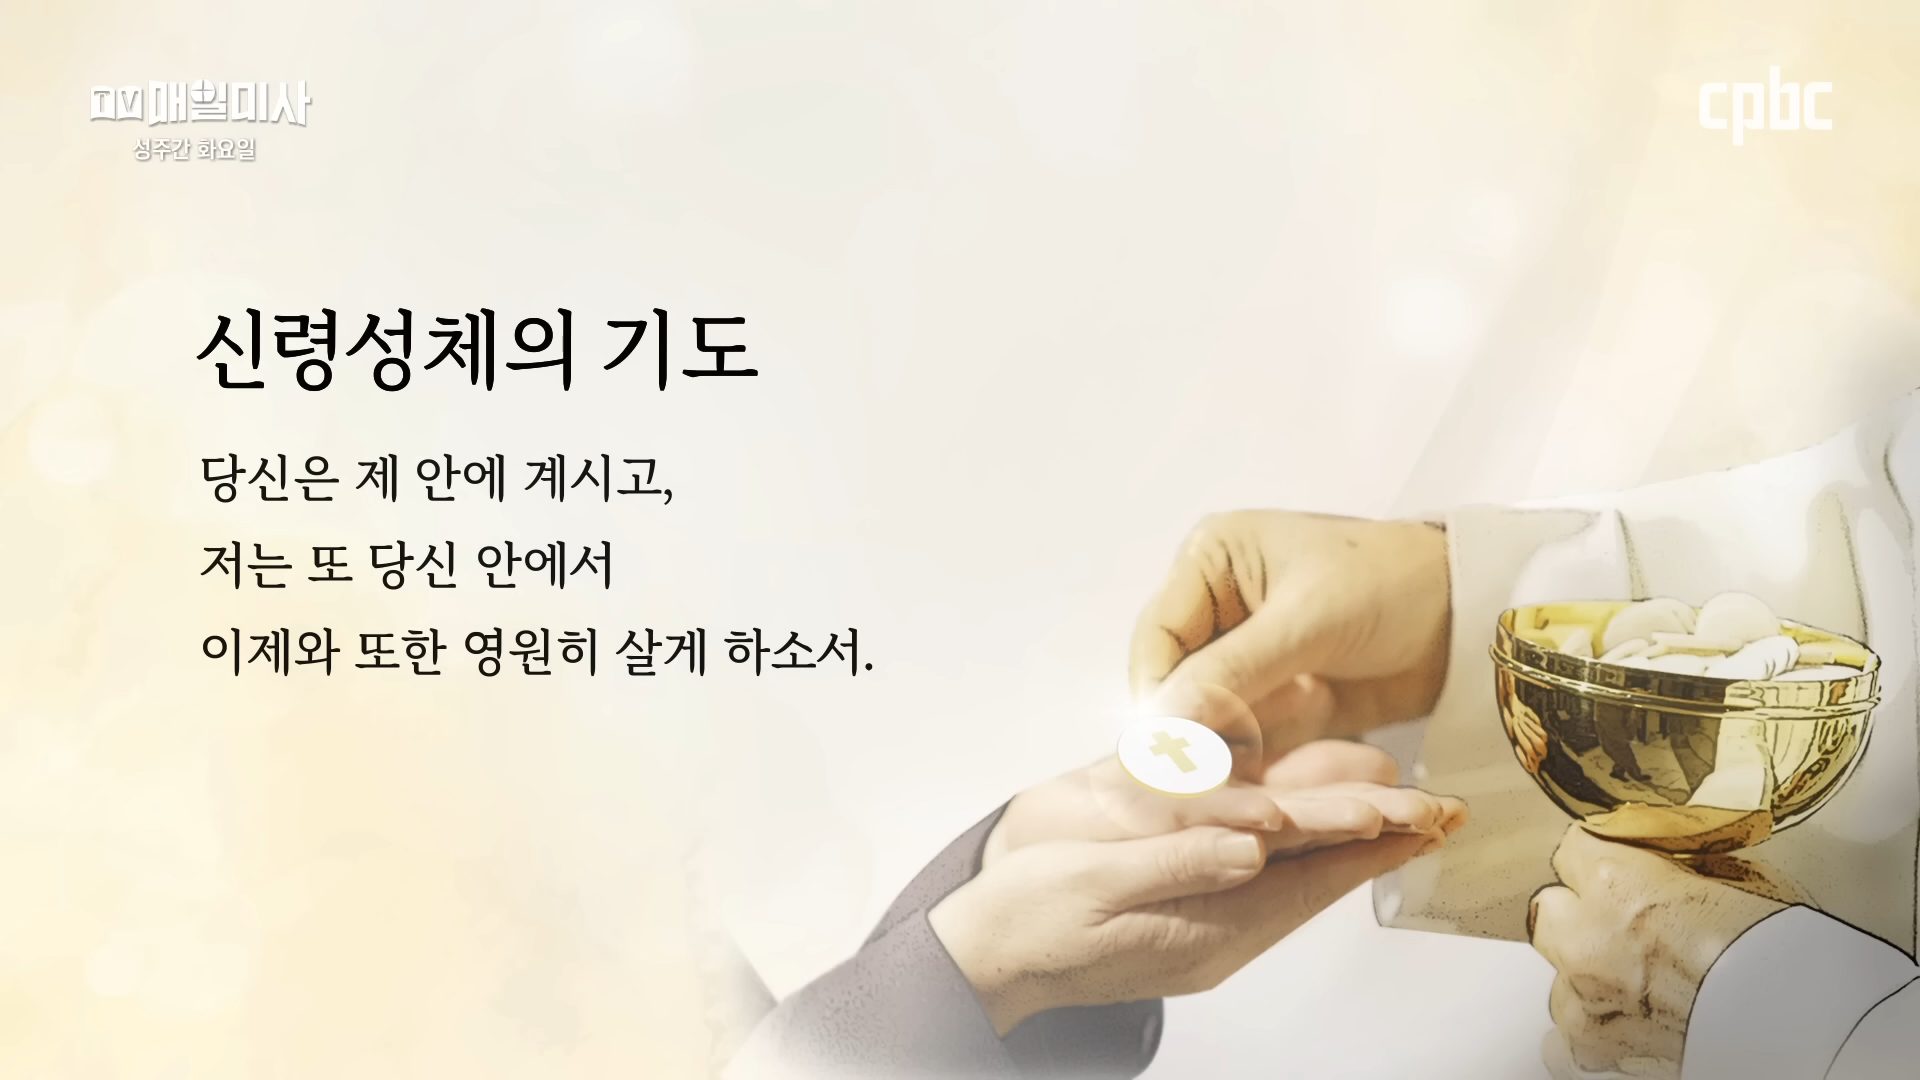 TV매일미사
성주간 화요일
cpbc
신령성체의 기도
당신은 제 안에 계시고,
저는 또 당신 안에서
이제와 또한 영원히 살게 하소서.